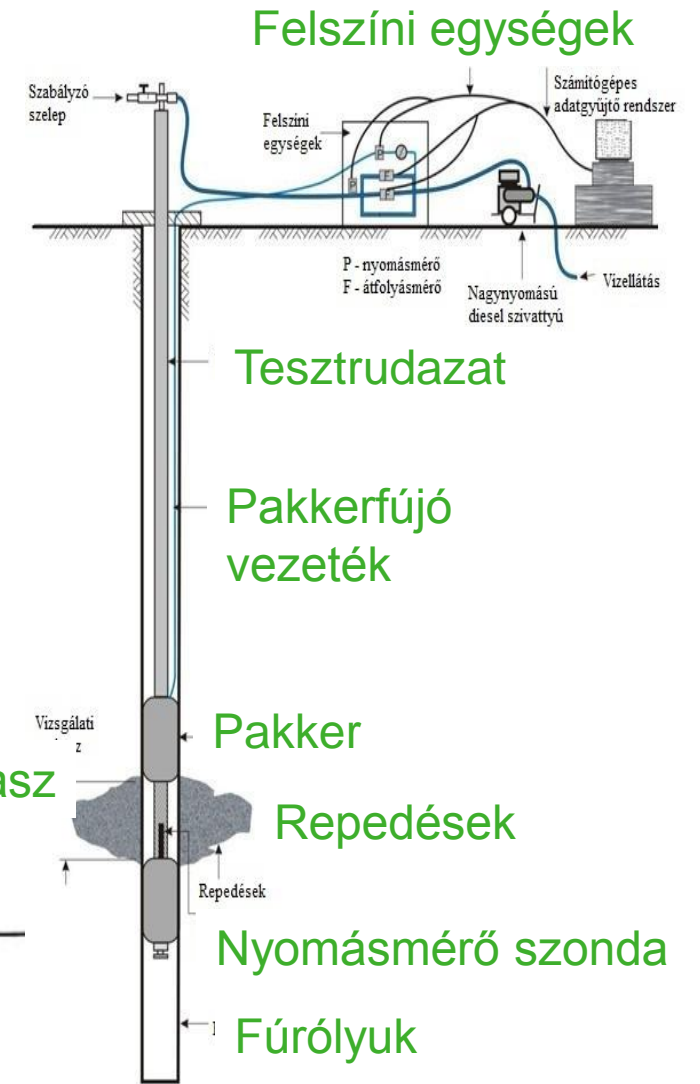 Felszíni egységek
Szabályzó
szelep
Felszíni
egységek
Számítógépes
adatgyűjtő rendszer
P
P
F
F
P - nyomásmérő
F - átfolyásmérő
Nagynyomású
diesel szivattyú
Vízellátás
Tesztrudazat
Pakkerfújó
vezeték
Vizsgálati
z
Pakker
asz
Repedések
Repedések
Nyomásmérő szonda
Fúrólyuk